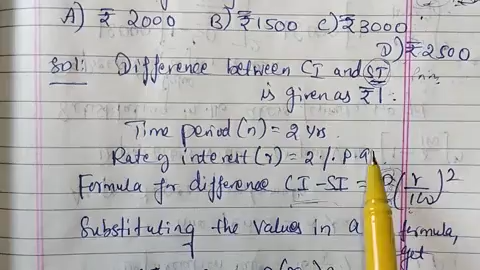 A) ₹ 2000 B) ₹1500 C) ₹3000
D) ₹2500
Sol: Difference between CI and SI
is given as ₹1.
Time period (n) = 2 yrs.
Rate of interest (r) = 2 % P.a
Formula for difference CI - SI = (r/100)^2
Substituting the values in a formula,
get